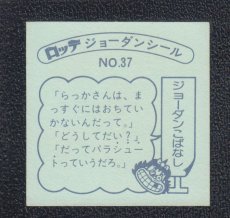 ロッテ ジョーダンシール
NO.37
ジョーダンこばなし
「らっかさんは、ま
っすぐにはおちてい
かないんだって。」
「どうしてだい？」
「だってパラシュー
トっていうだろ。」